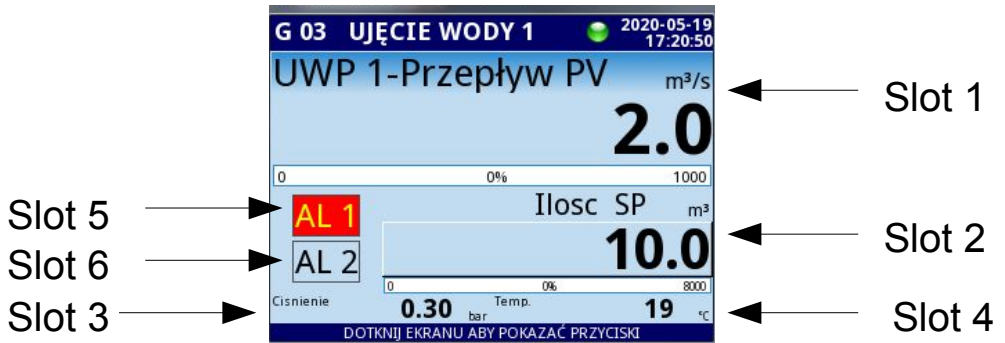 G 03 UJĘCIE WODY 1 2020-05-19
17:20:50
UWP 1-Przepływ PV m³/s
Slot 1
2.0
0 0% 1000
Slot 5
AL 1
Ilosc SP m³
Slot 2
10.0
Slot 6
AL 2
0 0% 8000
Slot 3
Cisnienie 0.30 bar Temp. 19 °C
Slot 4
DOTKNIJ EKRANU ABY POKAZAĆ PRZYCISKI